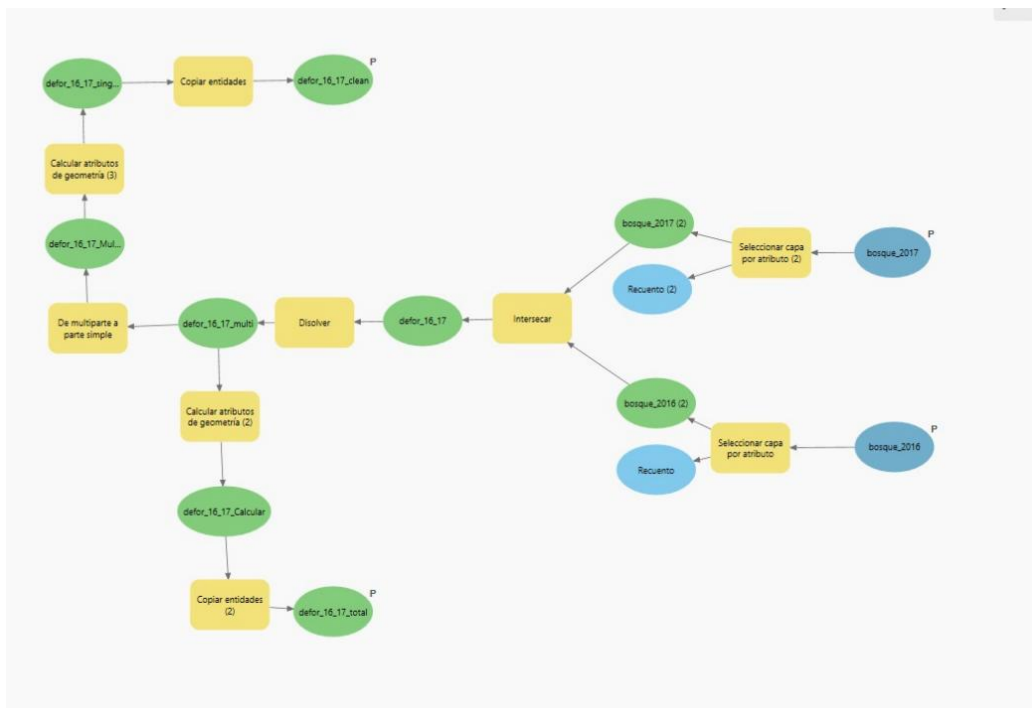 P
defor_16_17_sing...
Copiar entidades
defor_16_17_clean
Calcular atributos
de geometría (3)
defor_16_17_Mul...
De multiparte a
parte simple
defor_16_17_multi
Disolver
defor_16_17
Intersecar
bosque_2017 (2)
Recuento (2)
Seleccionar capa
por atributo (2)
P
bosque_2017
bosque_2016 (2)
Recuento
Seleccionar capa
por atributo
P
bosque_2016
Calcular atributos
de geometría (2)
defor_16_17_Calcular
Copiar entidades
(2)
P
defor_16_17_total